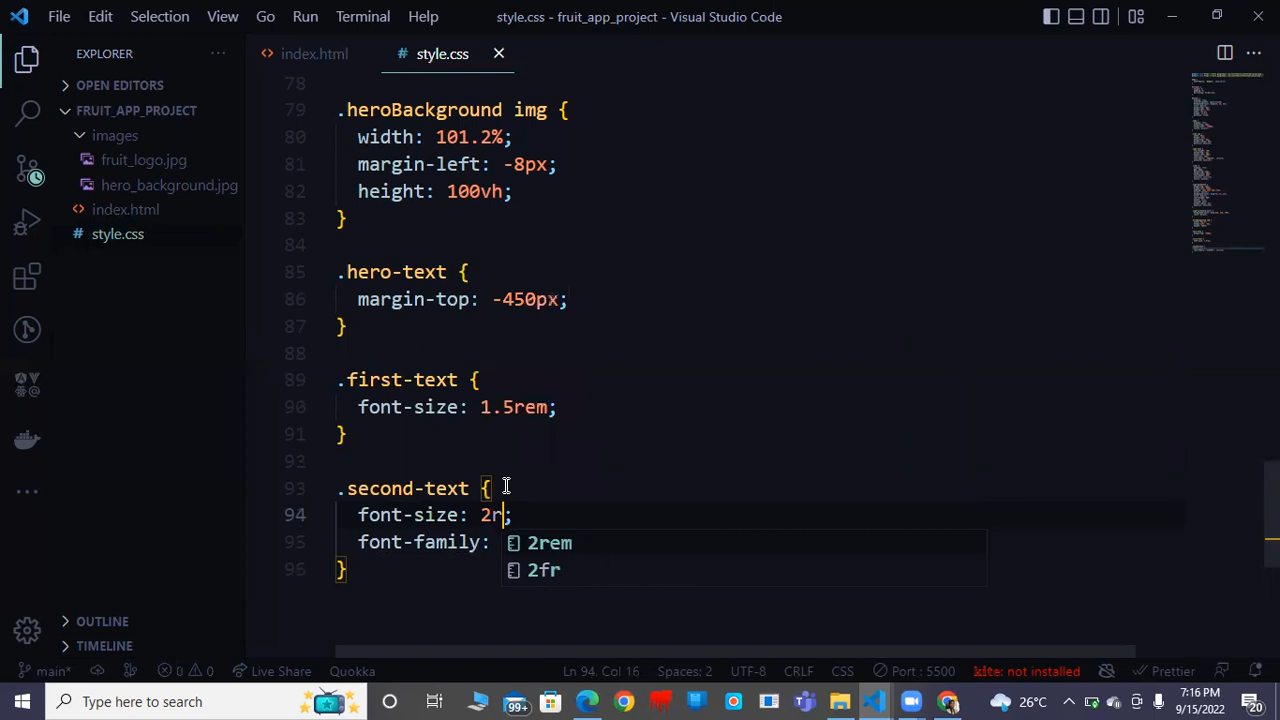 File Edit Selection View Go Run Terminal Help style.css - fruit_app_project - Visual Studio Code
EXPLORER
OPEN EDITORS
FRUIT_APP_PROJECT
images
fruit_logo.jpg
hero_background.jpg
index.html
style.css
OUTLINE
TIMELINE
index.html # style.css
78
79 .heroBackground img {
80 width: 101.2%;
81 margin-left: -8px;
82 height: 100vh;
83 }
84
85 .hero-text {
86 margin-top: -450px;
87 }
88
89 .first-text {
90 font-size: 1.5rem;
91 }
92
93 .second-text {
94 font-size: 2r;
95 font-family:
96 }
2rem
2fr
main* 0 0 Live Share Quokka Ln 94, Col 16 Spaces: 2 UTF-8 CRLF CSS Port : 5500 kite: not installed Prettier
Type here to search 99+ 26°C 7:16 PM
9/15/2022 20